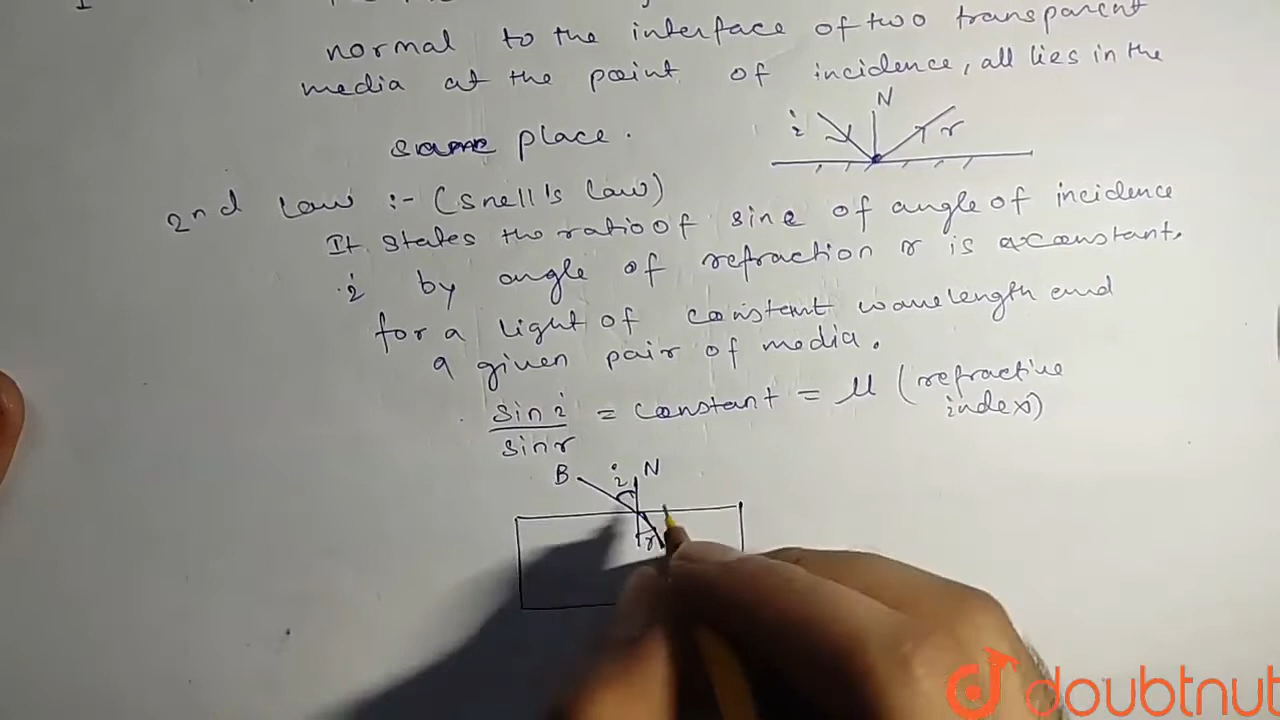 normal to the interface of two transparent
media at the point of incidence, all lies in the
same place.
i N r
2nd Law :- (Snell's law)
It states the ratio of sine of angle of incidence
i by angle of refraction r is a constant,
for a light of constant wavelength and
a given pair of media.
sin i / sin r = constant = μ (refractive index)
B i N
r
doubtnut